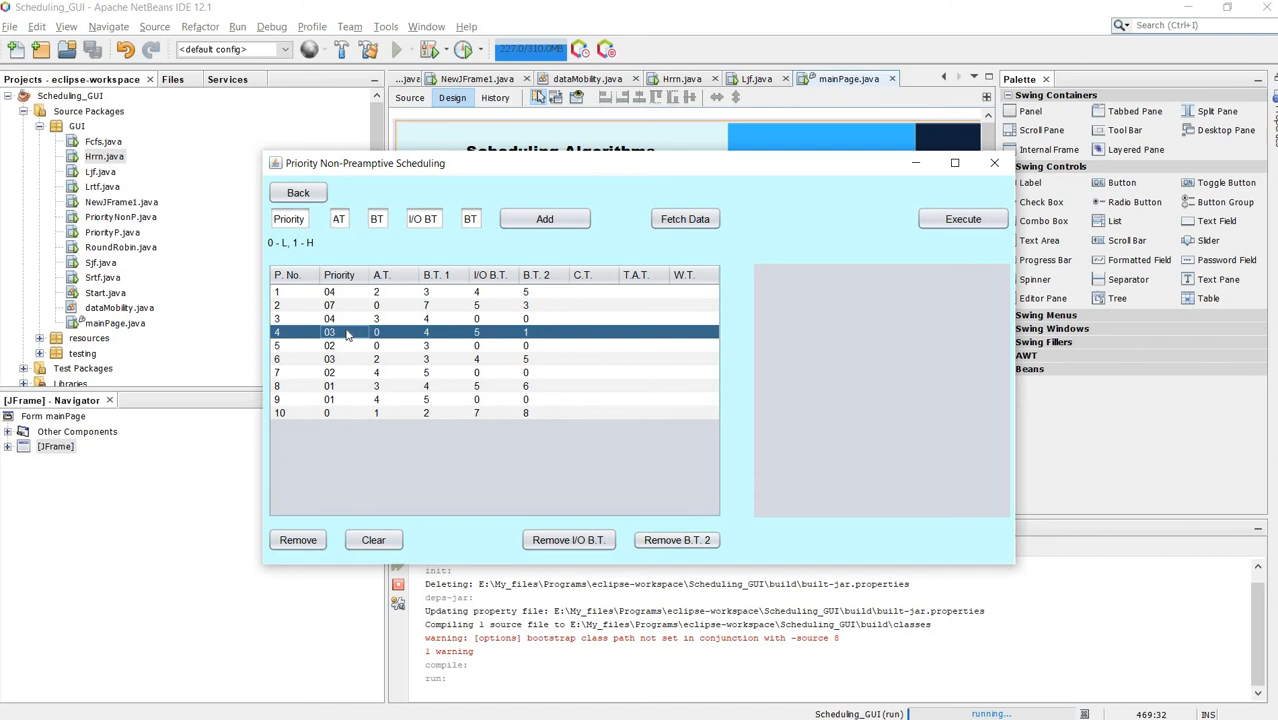 Scheduling_GUI - Apache NetBeans IDE 12.1
File Edit View Navigate Source Refactor Run Debug Profile Team Tools Window Help
Search (Ctrl+I)
<default config>
227.0/310.0MB
Projects - eclipse-workspace × Files Services
...java NewJFrame1.java dataMobility.java Hrrn.java Ljf.java mainPage.java
Palette ×
Source Design History
Scheduling_GUI
Source Packages
GUI
Fcfs.java
Hrrn.java
Ljf.java
Lrtf.java
NewJFrame1.java
PriorityNonP.java
PriorityP.java
RoundRobin.java
Sjf.java
Srtf.java
Start.java
dataMobility.java
mainPage.java
resources
testing
Test Packages
Libraries
[JFrame] - Navigator ×
Form mainPage
Other Components
[JFrame]
Scheduling Algorithms
Priority Non-Preemptive Scheduling
Back
Priority AT BT I/O BT BT Add Fetch Data Execute
0 - L, 1 - H
P. No. Priority A.T. B.T. 1 I/O B.T. B.T. 2 C.T. T.A.T. W.T.
1 04 2 3 4 5
2 07 0 7 5 3
3 04 3 4 0 0
4 03 0 4 5 1
5 02 0 3 0 0
6 03 2 3 4 5
7 02 4 5 0 0
8 01 3 4 5 6
9 01 4 5 0 0
10 0 1 2 7 8
Remove Clear Remove I/O B.T. Remove B.T. 2
Swing Containers
Panel Tabbed Pane Split Pane
Scroll Pane Tool Bar Desktop Pane
Internal Frame Layered Pane
Swing Controls
Label Button Toggle Button
Check Box Radio Button Button Group
Combo Box List Text Field
Text Area Scroll Bar Slider
Progress Bar Formatted Field Password Field
Spinner Separator Text Pane
Editor Pane Tree Table
Swing Menus
Swing Windows
Swing Fillers
AWT
Beans
init:
Deleting: E:\My_files\Programs\eclipse-workspace\Scheduling_GUI\build\built-jar.properties
deps-jar:
Updating property file: E:\My_files\Programs\eclipse-workspace\Scheduling_GUI\build\built-jar.properties
Compiling 1 source file to E:\My_files\Programs\eclipse-workspace\Scheduling_GUI\build\classes
warning: [options] bootstrap class path not set in conjunction with -source 8
1 warning
compile:
run:
Scheduling_GUI (run) running... 469:32 INS